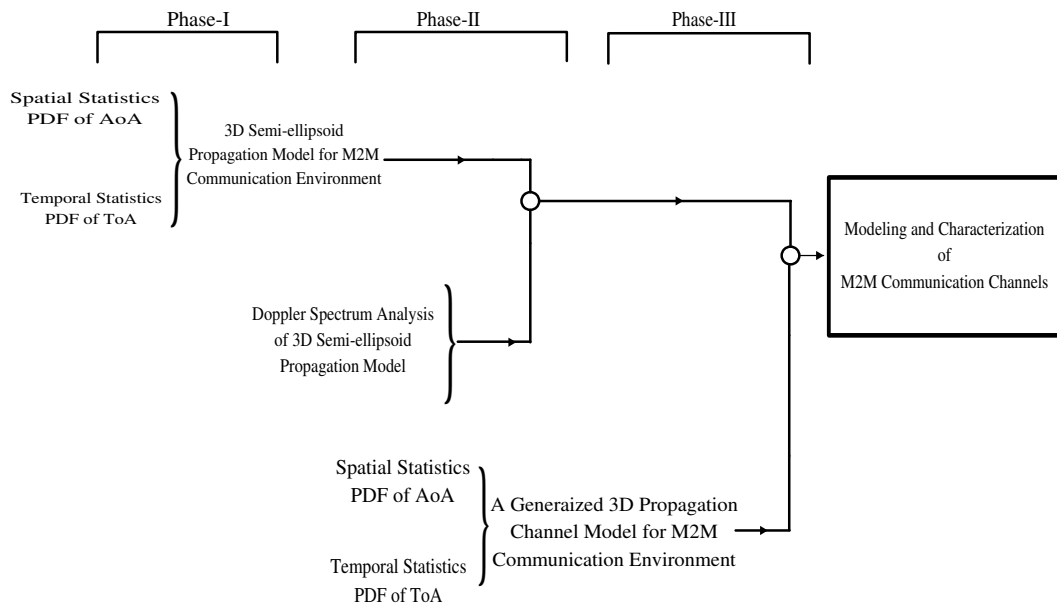 Phase-I
Phase-II
Phase-III
Spatial Statistics
PDF of AoA
Temporal Statistics
PDF of ToA
3D Semi-ellipsoid
Propagation Model for M2M
Communication Environment
Doppler Spectrum Analysis
of 3D Semi-ellipsoid
Propagation Model
Spatial Statistics
PDF of AoA
Temporal Statistics
PDF of ToA
A Generaized 3D Propagation
Channel Model for M2M
Communication Environment
Modeling and Characterization
of
M2M Communication Channels